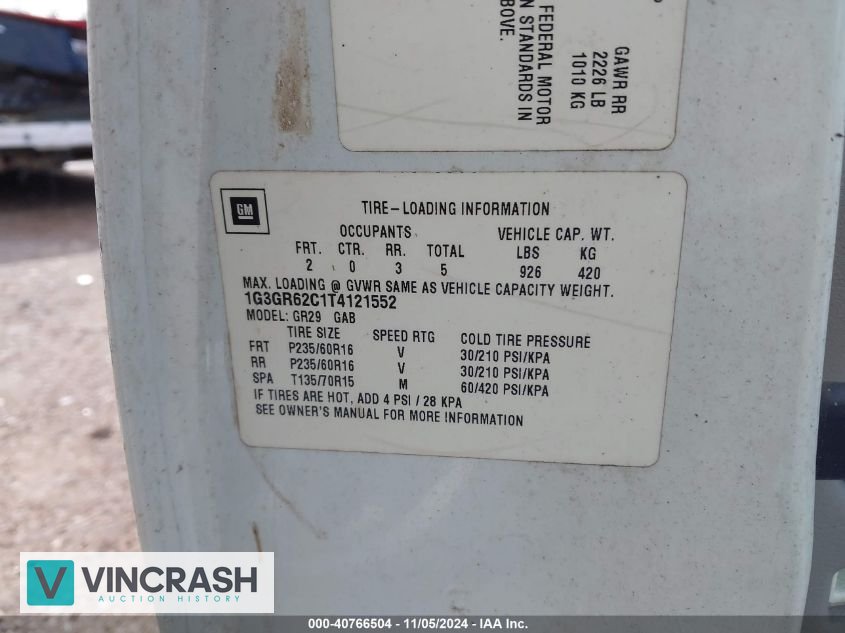 P
GAWR RR
2226 LB
1010 KG
FEDERAL MOTOR
N STANDARDS IN
BOVE.
GM
TIRE-LOADING INFORMATION
OCCUPANTS VEHICLE CAP. WT.
FRT. CTR. RR. TOTAL LBS KG
2 0 3 5 926 420
MAX. LOADING @ GVWR SAME AS VEHICLE CAPACITY WEIGHT.
1G3GR62C1T4121552
MODEL: GR29 GAB
TIRE SIZE SPEED RTG COLD TIRE PRESSURE
FRT P235/60R16 V 30/210 PSI/KPA
RR P235/60R16 V 30/210 PSI/KPA
SPA T135/70R15 M 60/420 PSI/KPA
IF TIRES ARE HOT, ADD 4 PSI / 28 KPA
SEE OWNER'S MANUAL FOR MORE INFORMATION
VINCRASH
AUCTION HISTORY
000-40766504 - 11/05/2024 - IAA Inc.